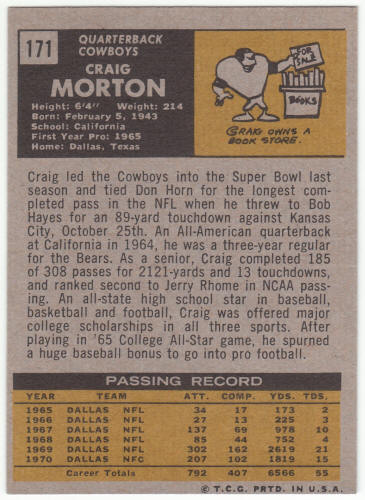 171
QUARTERBACK
COWBOYS
CRAIG
MORTON
Height: 6'4" Weight: 214
Born: February 5, 1943
School: California
First Year Pro: 1965
Home: Dallas, Texas
FOR
SALE
BOOKS
CRAIG OWNS A
BOOK STORE.
Craig led the Cowboys into the Super Bowl last
season and tied Don Horn for the longest com-
pleted pass in the NFL when he threw to Bob
Hayes for an 89-yard touchdown against Kansas
City, October 25th. An All-American quarterback
at California in 1964, he was a three-year regular
for the Bears. As a senior, Craig completed 185
of 308 passes for 2121-yards and 13 touchdowns,
and ranked second to Jerry Rhome in NCAA pass-
ing. An all-state high school star in baseball,
basketball and football, Craig was offered major
college scholarships in all three sports. After
playing in '65 College All-Star game, he spurned
a huge baseball bonus to go into pro football.
PASSING RECORD
YEAR TEAM ATT. COMP. YDS. TDS.
1965 DALLAS NFL 34 17 173 2
1966 DALLAS NFL 27 13 225 3
1967 DALLAS NFL 137 69 978 10
1968 DALLAS NFL 85 44 752 4
1969 DALLAS NFL 302 162 2619 21
1970 DALLAS NFC 207 102 1819 15
Career Totals 792 407 6566 55
© T.C.G. PRTD. IN U.S.A.